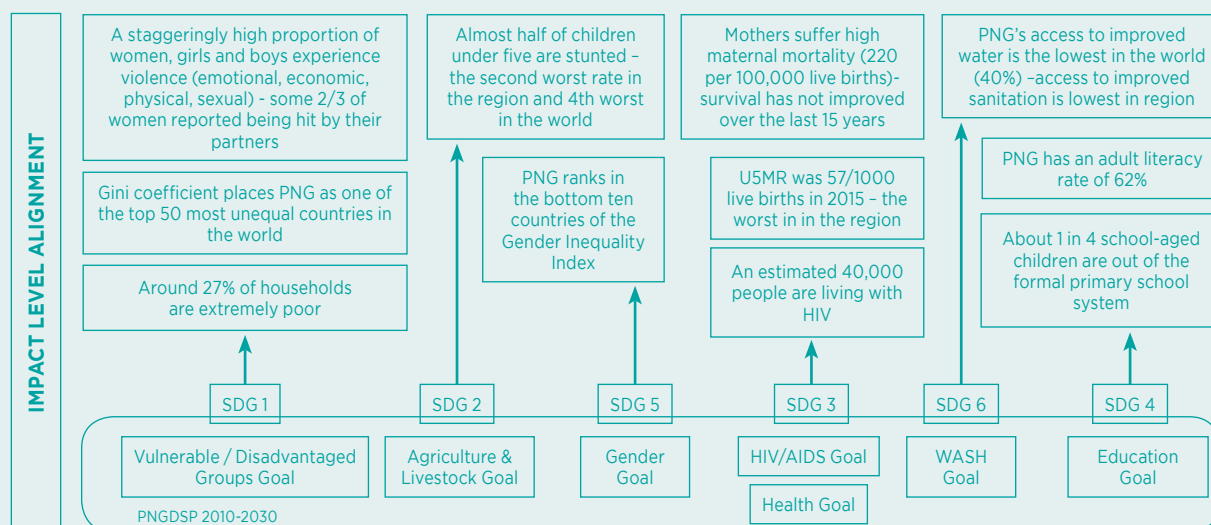 IMPACT LEVEL ALIGNMENT
A staggeringly high proportion of
women, girls and boys experience
violence (emotional, economic,
physical, sexual) - some 2/3 of
women reported being hit by their
partners
Gini coefficient places PNG as one of
the top 50 most unequal countries in
the world
Around 27% of households
are extremely poor
Almost half of children
under five are stunted –
the second worst rate in
the region and 4th worst
in the world
PNG ranks in
the bottom ten
countries of the
Gender Inequality
Index
Mothers suffer high
maternal mortality (220
per 100,000 live births)-
survival has not improved
over the last 15 years
U5MR was 57/1000
live births in 2015 – the
worst in in the region
An estimated 40,000
people are living with
HIV
PNG's access to improved
water is the lowest in the world
(40%) –access to improved
sanitation is lowest in region
PNG has an adult literacy
rate of 62%
About 1 in 4 school-aged
children are out of the
formal primary school
system
SDG 1
SDG 2
SDG 5
SDG 3
SDG 6
SDG 4
Vulnerable / Disadvantaged
Groups Goal
Agriculture &
Livestock Goal
Gender
Goal
HIV/AIDS Goal
Health Goal
WASH
Goal
Education
Goal
PNGDSP 2010-2030